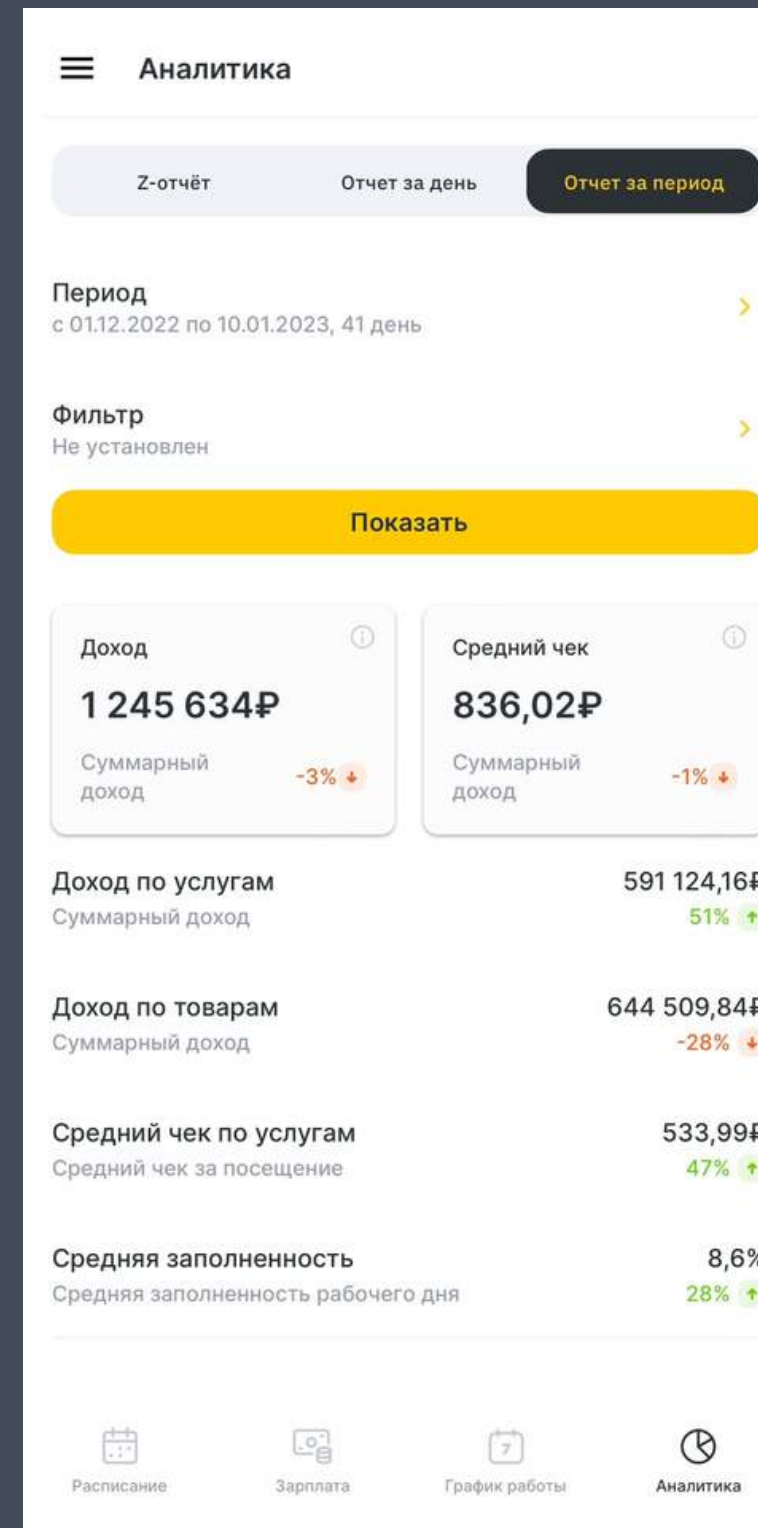 Аналитика
Z-отчёт Отчет за день Отчет за период
Период
с 01.12.2022 по 10.01.2023, 41 день
Фильтр
Не установлен
Показать
Доход
1 245 634₽
Суммарный
доход
-3%
Средний чек
836,02₽
Суммарный
доход
-1%
Доход по услугам 591 124,16₽
Суммарный доход 51%
Доход по товарам 644 509,84₽
Суммарный доход -28%
Средний чек по услугам 533,99₽
Средний чек за посещение 47%
Средняя заполненность 8,6%
Средняя заполненность рабочего дня 28%
7
Расписание Зарплата График работы Аналитика